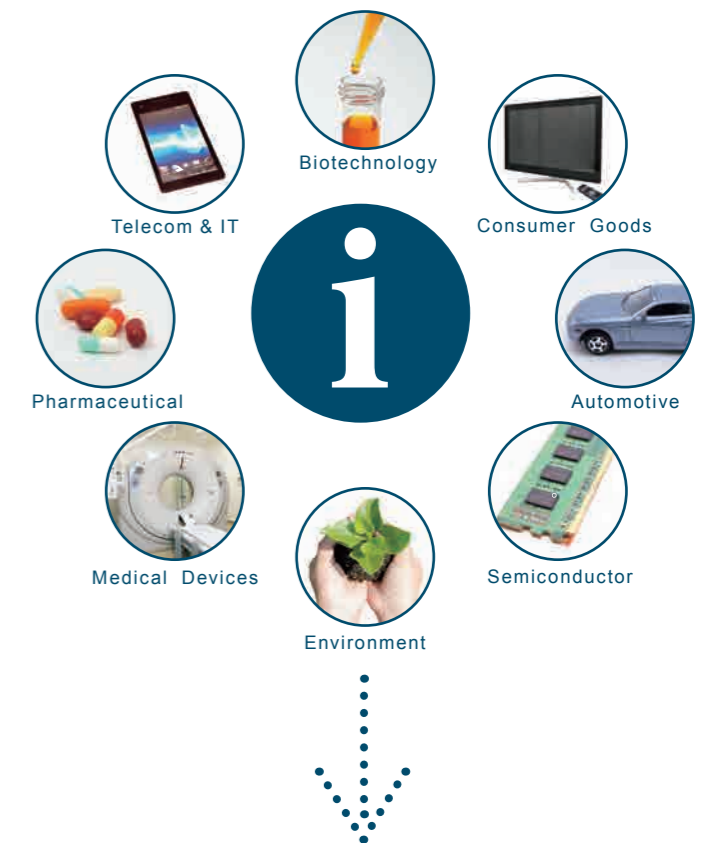 Biotechnology
Telecom & IT
Consumer Goods
i
Pharmaceutical
Automotive
Medical Devices
Semiconductor
Environment